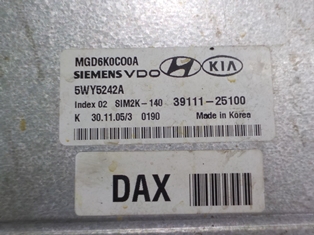 MGD6K0C00A
SIEMENS VDO HYUNDAI KIA
5WY5242A
Index 02 SIM2K-140 39111-25100
K 30.11.05/3 0190 Made in Korea
DAX